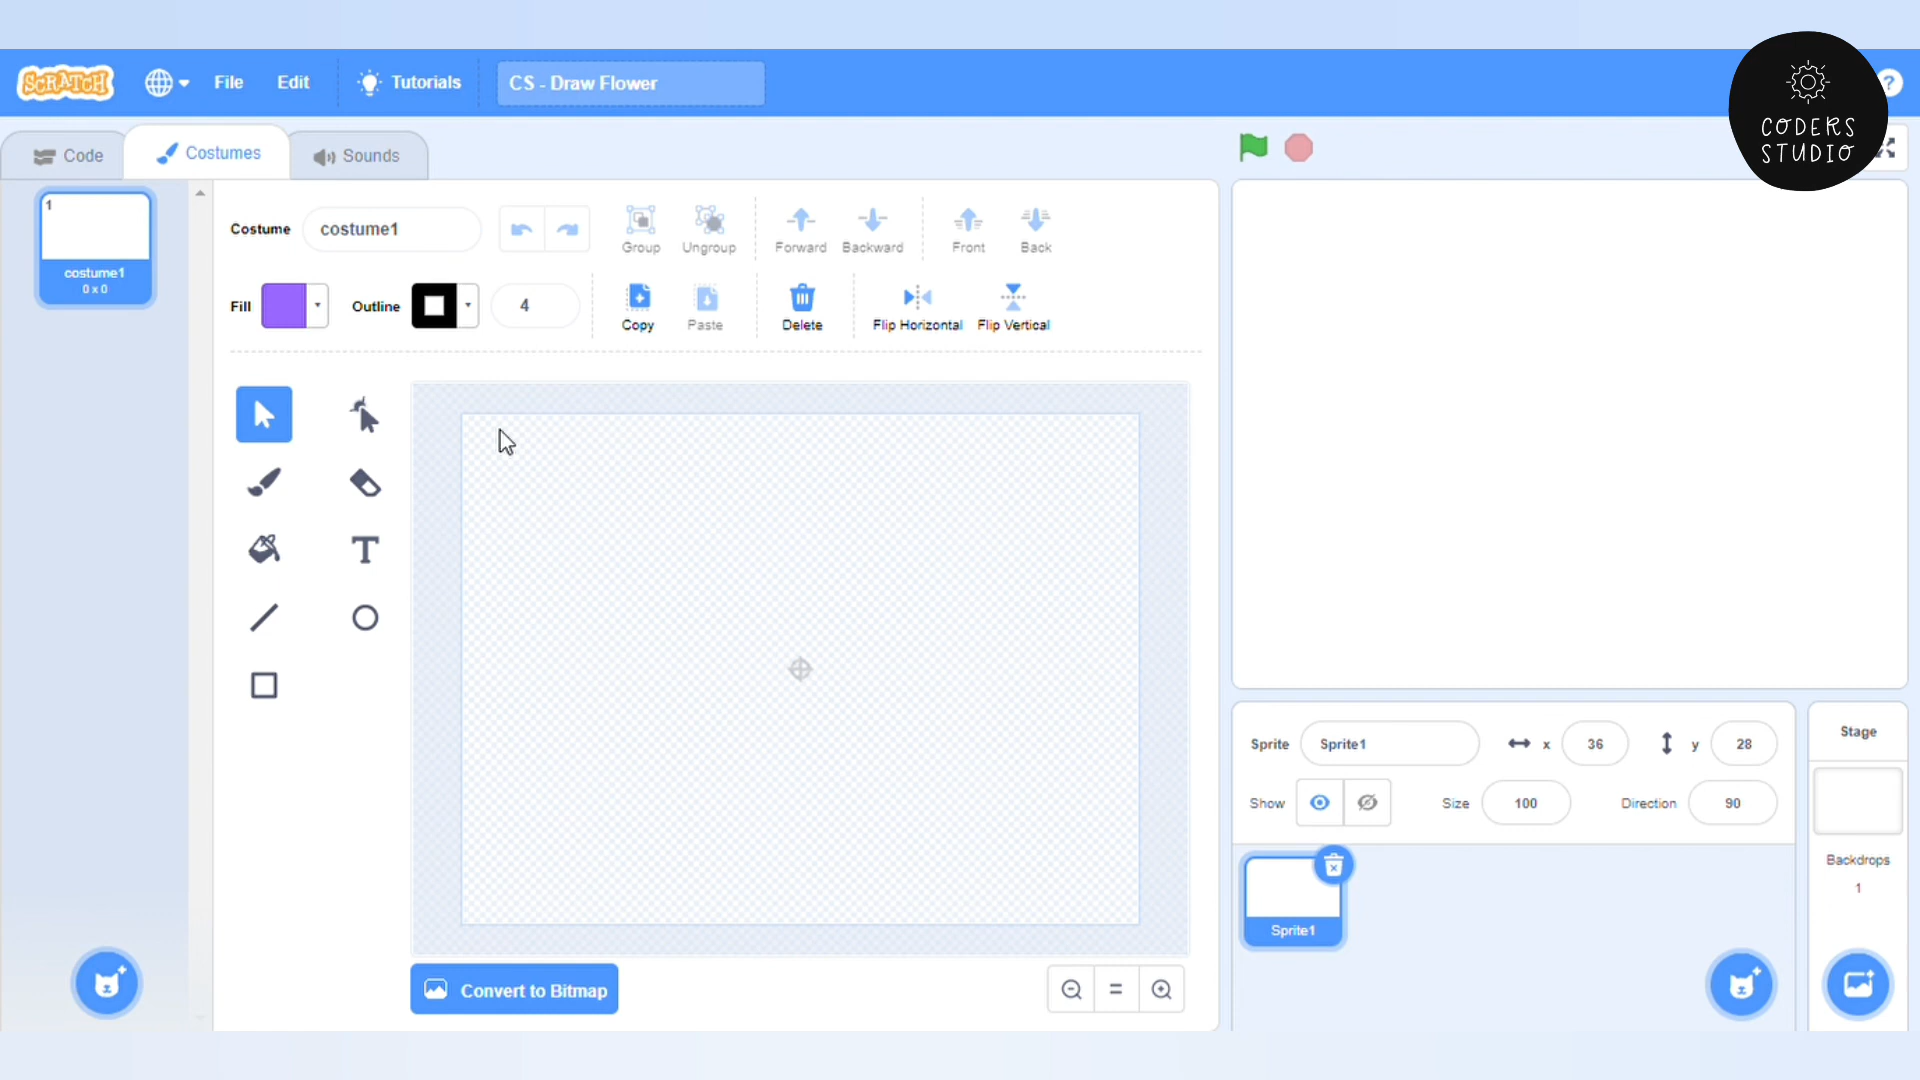 SCRATCH
File
Edit
Tutorials
CS - Draw Flower
?
CODERS
STUDIO
Code
Costumes
Sounds
1
costume1
0 x 0
Costume
costume1
Group
Ungroup
Forward
Backward
Front
Back
Fill
Outline
4
Copy
Paste
Delete
Flip Horizontal
Flip Vertical
T
Convert to Bitmap
Sprite
Sprite1
x
36
y
28
Show
Size
100
Direction
90
Sprite1
Stage
Backdrops
1